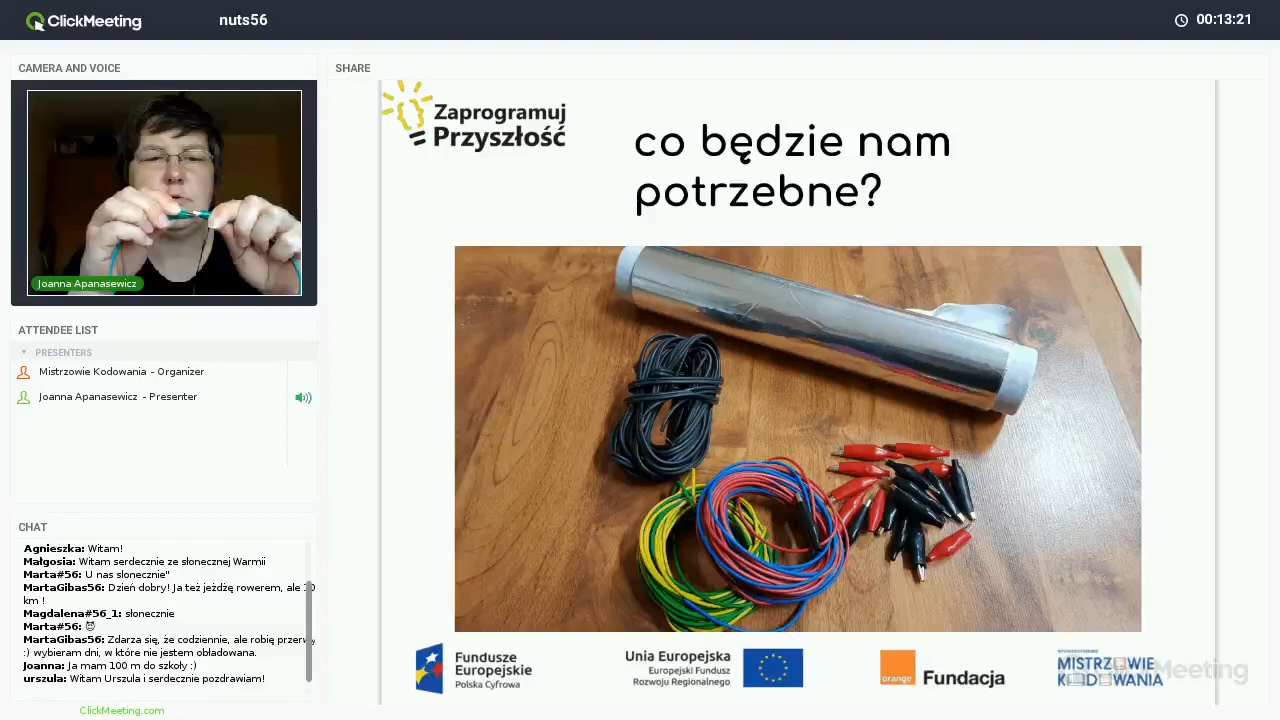 ClickMeeting
nuts56
00:13:21
CAMERA AND VOICE
Joanna Apanasewicz
ATTENDEE LIST
PRESENTERS
Mistrzowie Kodowania - Organizer
Joanna Apanasewicz - Presenter
CHAT
Agnieszka: Witam!
Małgosia: Witam serdecznie ze słonecznej Warmii
Marta#56: U nas słonecznie"
MartaGibas56: Dzień dobry! Ja też jeżdżę rowerem, ale 10
km !
Magdalena#56_1: słonecznie
Marta#56: 😈
MartaGibas56: Zdarza się, że codziennie, ale robię przerwy
:) wybieram dni, w które nie jestem obładowana.
Joanna: Ja mam 100 m do szkoły :)
urszula: Witam Urszula i serdecznie pozdrawiam!
ClickMeeting.com
SHARE
Zaprogramuj
Przyszłość
co będzie nam
potrzebne?
Fundusze
Europejskie
Polska Cyfrowa
Unia Europejska
Europejski Fundusz
Rozwoju Regionalnego
orange
Fundacja
STOWARZYSZENIE
MISTRZOWIE
KODOWANIA
ClickMeeting